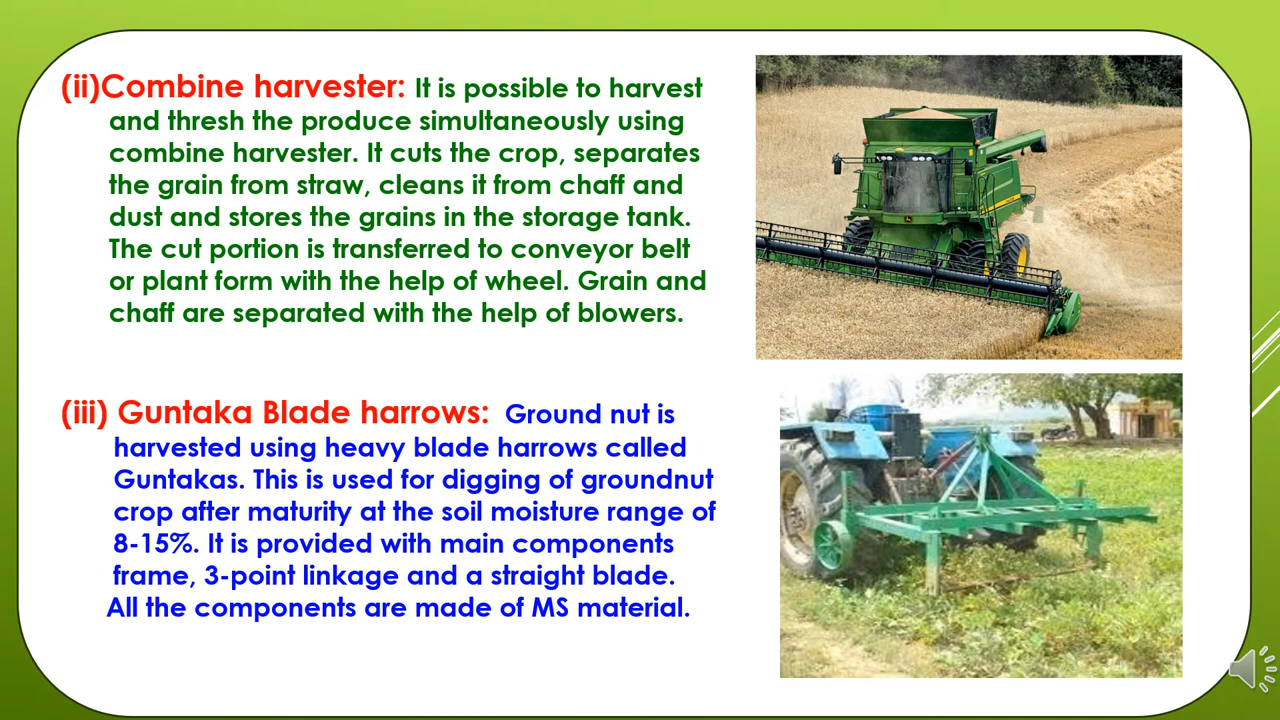 (ii)Combine harvester: It is possible to harvest
and thresh the produce simultaneously using
combine harvester. It cuts the crop, separates
the grain from straw, cleans it from chaff and
dust and stores the grains in the storage tank.
The cut portion is transferred to conveyor belt
or plant form with the help of wheel. Grain and
chaff are separated with the help of blowers.
(iii) Guntaka Blade harrows: Ground nut is
harvested using heavy blade harrows called
Guntakas. This is used for digging of groundnut
crop after maturity at the soil moisture range of
8-15%. It is provided with main components
frame, 3-point linkage and a straight blade.
All the components are made of MS material.